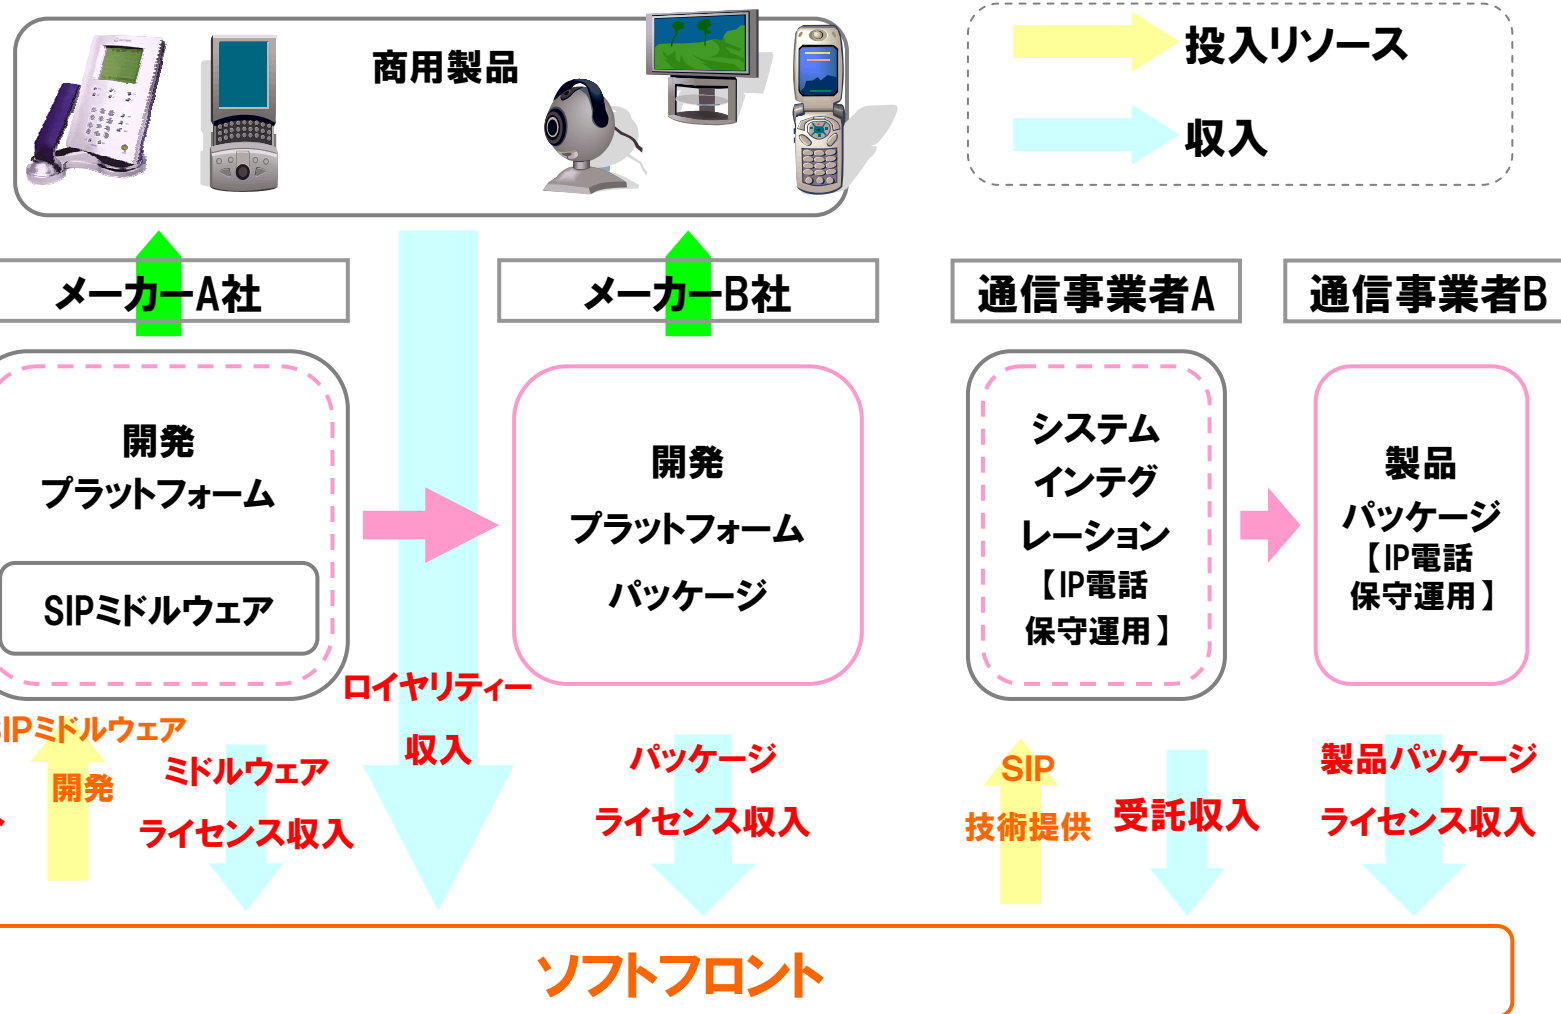 商用製品
投入リソース
収入
メーカーA社
メーカーB社
通信事業者A
通信事業者B
開発
プラットフォーム
SIPミドルウェア
開発
プラットフォーム
パッケージ
システム
インテグ
レーション
【IP電話
保守運用】
製品
パッケージ
【IP電話
保守運用】
SIPミドルウェア
開発
ミドルウェア
ライセンス収入
ロイヤリティー
収入
パッケージ
ライセンス収入
SIP
技術提供
受託収入
製品パッケージ
ライセンス収入
ソフトフロント